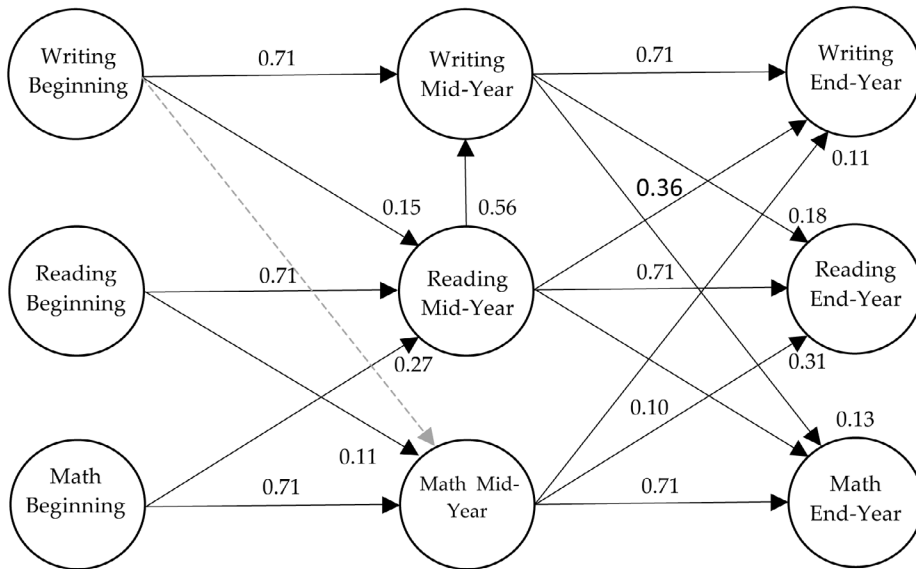 Writing
Beginning
0.71
Writing
Mid-Year
0.71
Writing
End-Year
0.11
0.36
0.15
0.56
0.18
Reading
Beginning
0.71
Reading
Mid-Year
0.71
Reading
End-Year
0.27
0.31
0.10
0.13
0.11
Math
Beginning
0.71
Math Mid-
Year
0.71
Math
End-Year